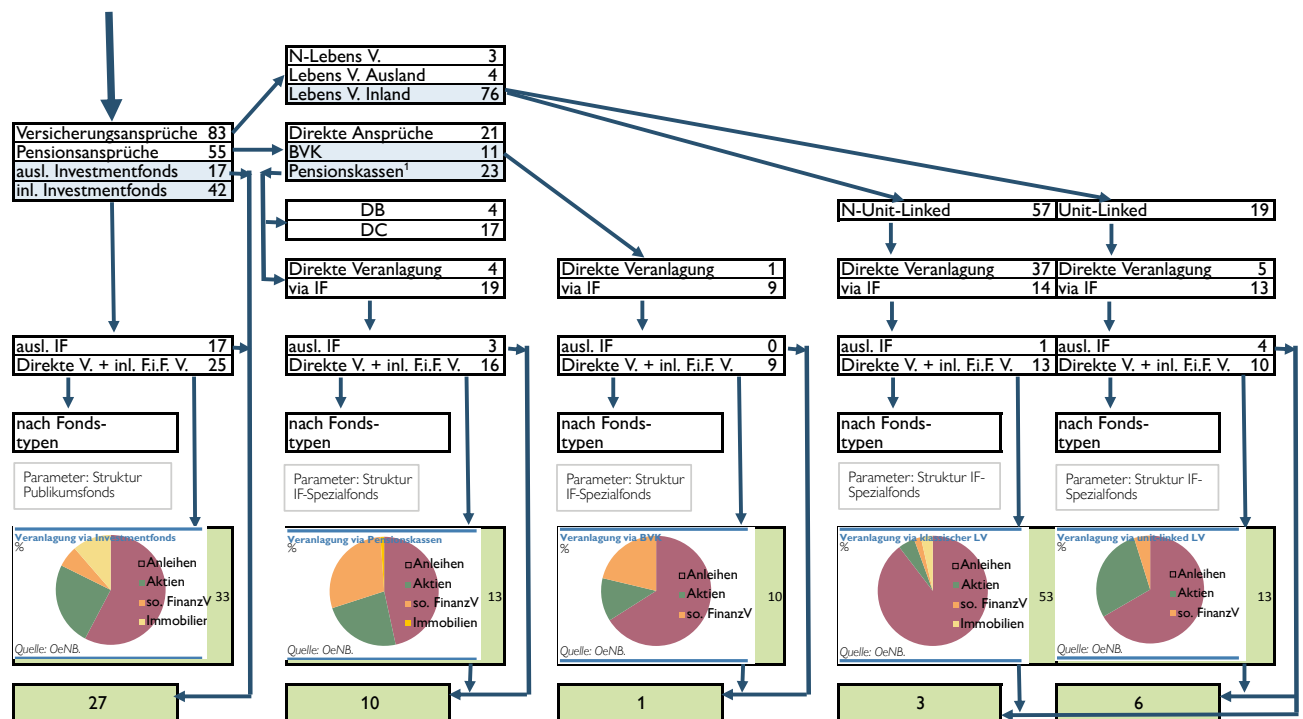 N-Lebens V. 3
Lebens V. Ausland 4
Lebens V. Inland 76
Versicherungsansprüche 83
Pensionsansprüche 55
ausl. Investmentfonds 17
inl. Investmentfonds 42
Direkte Ansprüche 21
BVK 11
Pensionskassen¹ 23
DB 4
DC 17
N-Unit-Linked 57
Unit-Linked 19
Direkte Veranlagung 4
via IF 19
Direkte Veranlagung 1
via IF 9
Direkte Veranlagung 37
via IF 14
Direkte Veranlagung 5
via IF 13
ausl. IF 17
Direkte V. + inl. F.i.F. V. 25
ausl. IF 3
Direkte V. + inl. F.i.F. V. 16
ausl. IF 0
Direkte V. + inl. F.i.F. V. 9
ausl. IF 1
Direkte V. + inl. F.i.F. V. 13
ausl. IF 4
Direkte V. + inl. F.i.F. V. 10
nach Fonds-
typen
nach Fonds-
typen
nach Fonds-
typen
nach Fonds-
typen
nach Fonds-
typen
Parameter: Struktur
Publikumsfonds
Parameter: Struktur
IF-Spezialfonds
Parameter: Struktur
IF-Spezialfonds
Parameter: Struktur IF-
Spezialfonds
Parameter: Struktur IF-
Spezialfonds
Veranlagung via Investmentfonds
%
Anleihen
Aktien
so. FinanzV
Immobilien
33
Quelle: OeNB.
Veranlagung via Pensionskassen
%
Anleihen
Aktien
so. FinanzV
Immobilien
13
Quelle: OeNB.
Veranlagung via BVK
%
Anleihen
Aktien
so. FinanzV
10
Quelle: OeNB.
Veranlagung via klassischer LV
%
Anleihen
Aktien
so. FinanzV
Immobilien
53
Quelle: OeNB.
Veranlagung via unit-linked LV
%
Anleihen
Aktien
so. FinanzV
13
Quelle: OeNB.
27
10
1
3
6